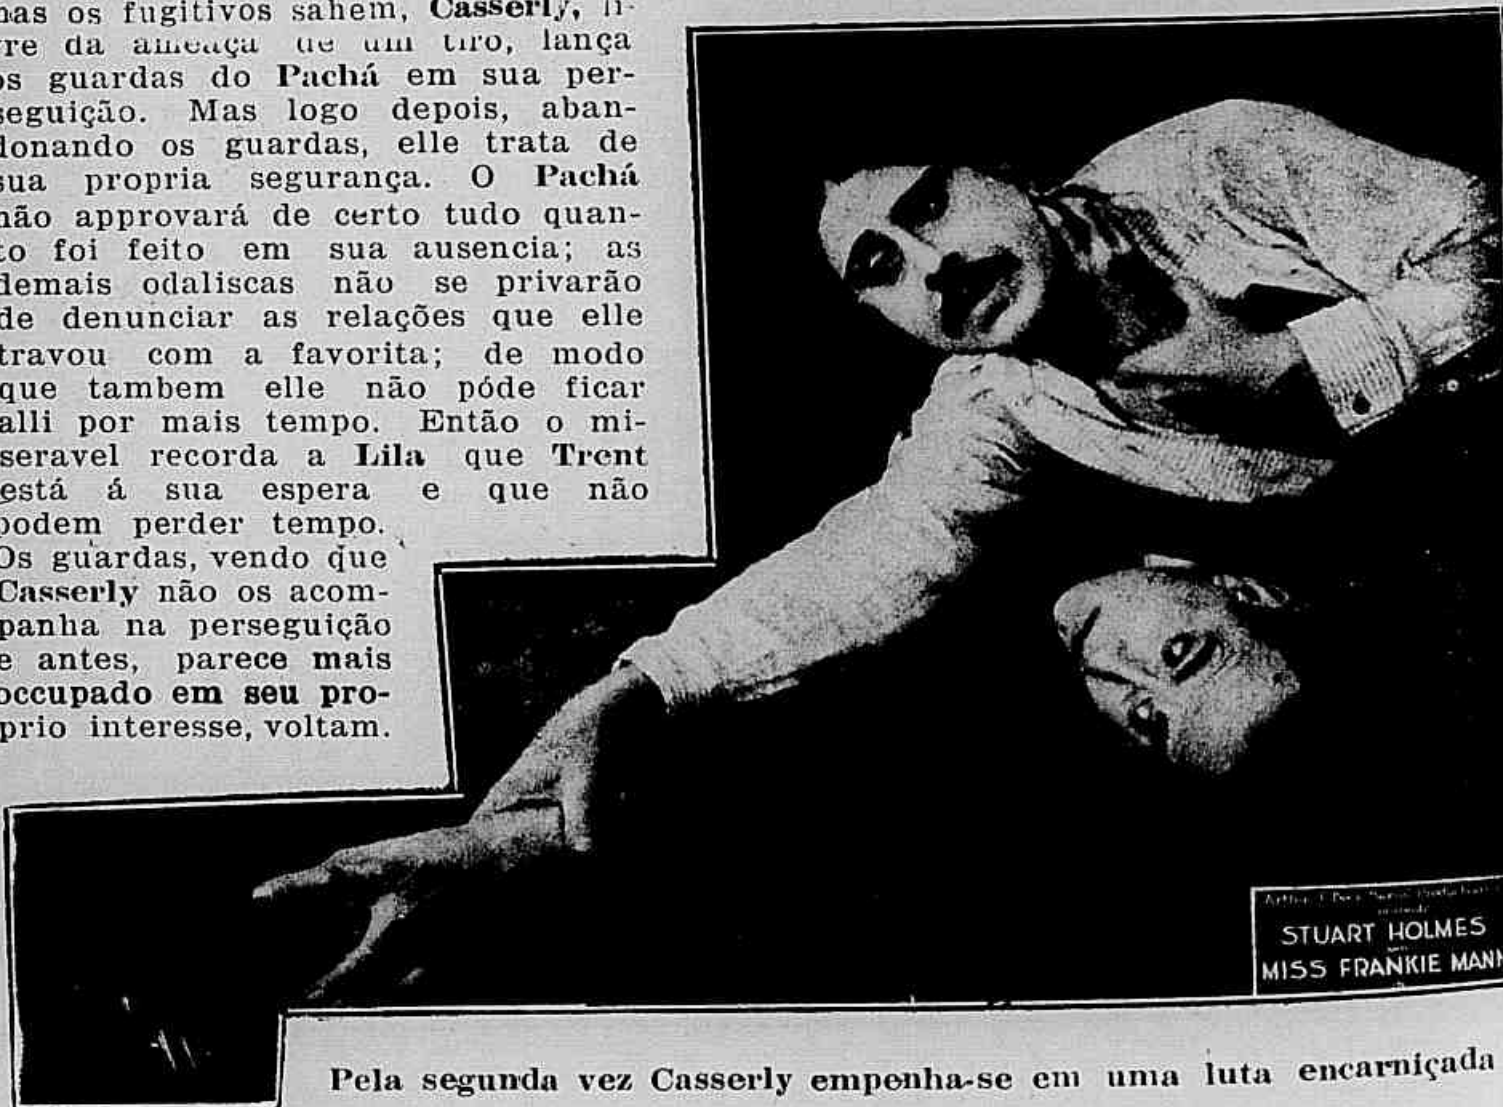 nas os fugitivos sahem, Casserly, li-
vre da ameaça de um tiro, lança
os guardas do Pachá em sua per-
seguição. Mas logo depois, aban-
donando os guardas, elle trata de
sua propria segurança. O Pachá
não approvará de certo tudo quan-
to foi feito em sua ausencia; as
demais odaliscas não se privarão
de denunciar as relações que elle
travou com a favorita; de modo
que tambem elle não póde ficar
alli por mais tempo. Então o mi-
seravel recorda a Lila que Trent
está á sua espera e que não
podem perder tempo.
Os guardas, vendo que
Casserly não os acom-
panha na perseguição
e antes, parece mais
occupado em seu pro-
prio interesse, voltam.
STUART HOLMES
MISS FRANKIE MANN
Pela segunda vez Casserly empenha-se em uma luta encarniçada